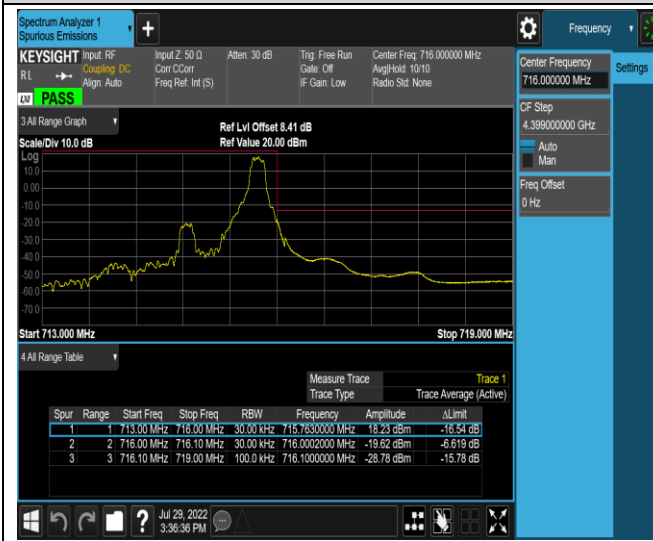 Spectrum Analyzer 1
Spurious Emissions
Frequency
KEYSIGHT
RL
LNI
PASS
Input: RF
Coupling: DC
Align: Auto
Input Z: 50 Ω
Corr CCorr
Freq Ref: Int (S)
Atten: 30 dB
Trig: Free Run
Gate: Off
IF Gain: Low
Center Freq: 716.000000 MHz
Avg|Hold: 10/10
Radio Std: None
Center Frequency
716.000000 MHz
Settings
CF Step
4.399000000 GHz
Auto
Man
Freq Offset
0 Hz
3 All Range Graph
Scale/Div 10.0 dB
Ref Lvl Offset 8.41 dB
Ref Value 20.00 dBm
Log
10.0
0.00
-10.0
-20.0
-30.0
-40.0
-50.0
-60.0
-70.0
Start 713.000 MHz
Stop 719.000 MHz
4 All Range Table
Measure Trace Trace 1
Trace Type Trace Average (Active)
Spur Range Start Freq Stop Freq RBW Frequency Amplitude ΔLimit
1 1 713.00 MHz 716.00 MHz 30.00 kHz 715.7630000 MHz 18.23 dBm -16.54 dB
2 2 716.00 MHz 716.10 MHz 30.00 kHz 716.0002000 MHz -19.62 dBm -6.619 dB
3 3 716.10 MHz 719.00 MHz 100.0 kHz 716.1000000 MHz -28.78 dBm -15.78 dB
Jul 29, 2022
3:36:36 PM